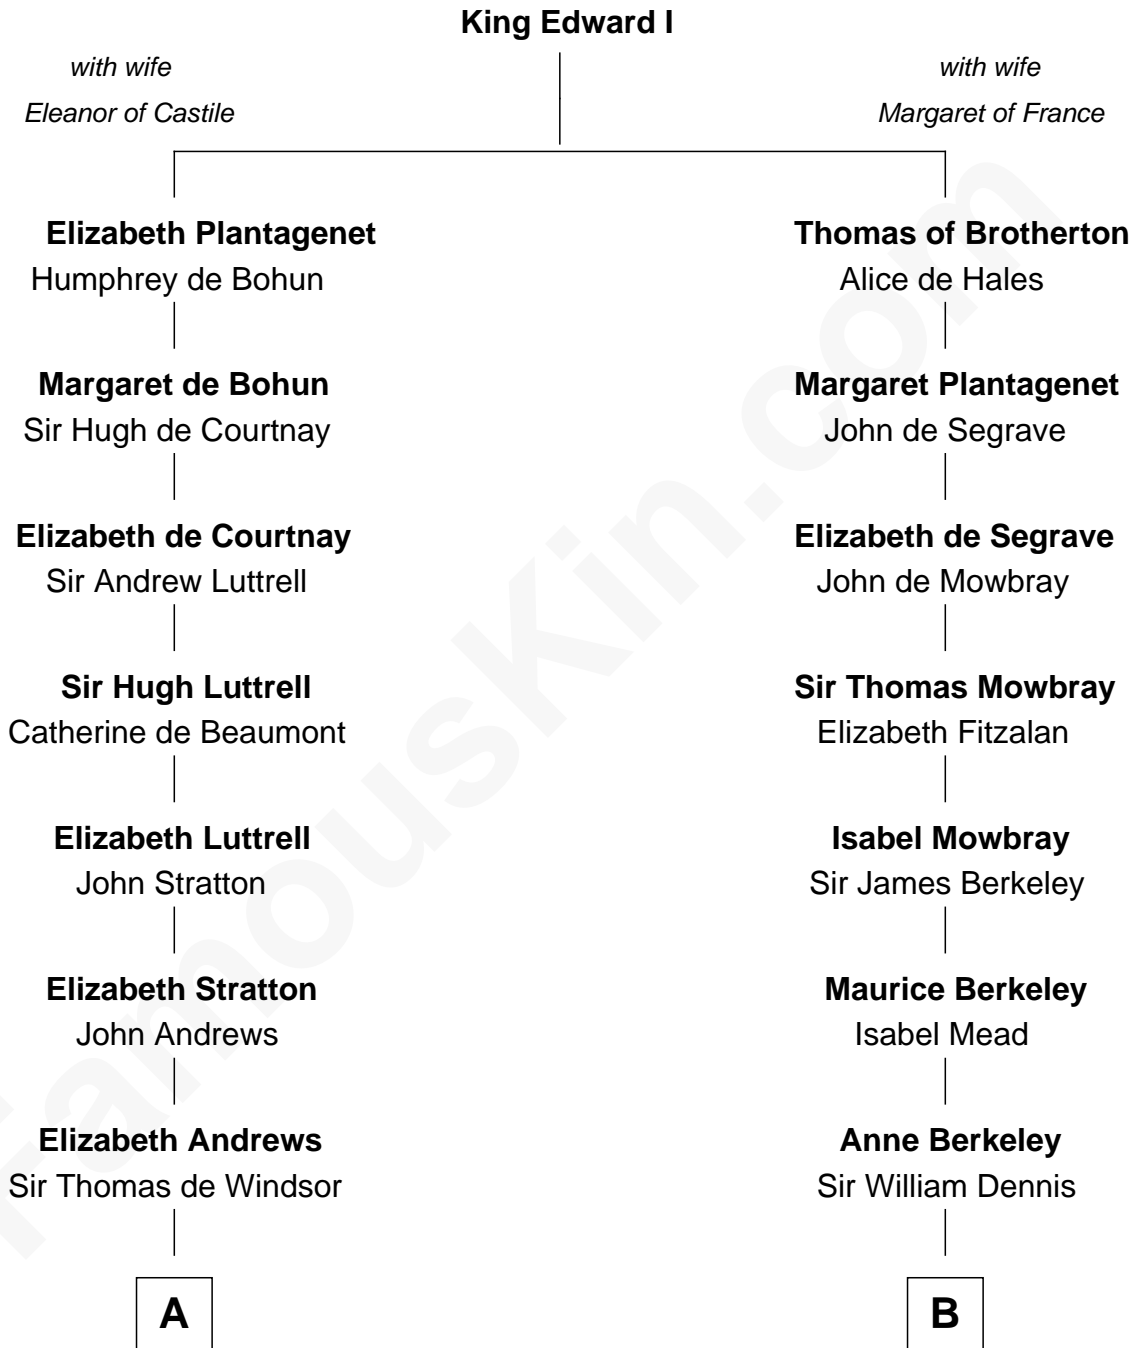 King Edward I
with wife
Eleanor of Castile
with wife
Margaret of France
Elizabeth Plantagenet
Humphrey de Bohun
Thomas of Brotherton
Alice de Hales
Margaret de Bohun
Sir Hugh de Courtnay
Margaret Plantagenet
John de Segrave
Elizabeth de Courtnay
Sir Andrew Luttrell
Elizabeth de Segrave
John de Mowbray
Sir Hugh Luttrell
Catherine de Beaumont
Sir Thomas Mowbray
Elizabeth Fitzalan
Elizabeth Luttrell
John Stratton
Isabel Mowbray
Sir James Berkeley
Elizabeth Stratton
John Andrews
Maurice Berkeley
Isabel Mead
Elizabeth Andrews
Sir Thomas de Windsor
Anne Berkeley
Sir William Dennis
A
B
FamousKin.com